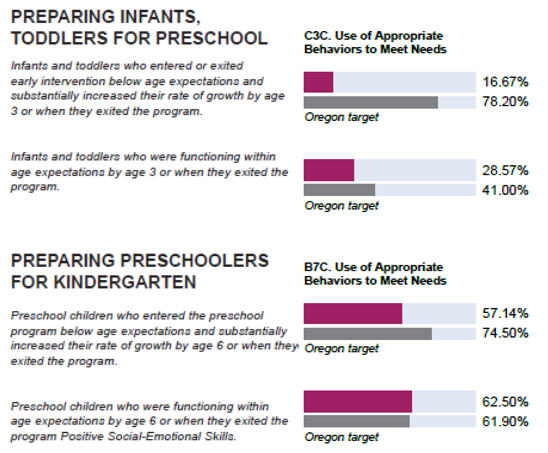 PREPARING INFANTS,
TODDLERS FOR PRESCHOOL
Infants and toddlers who entered or exited
early intervention below age expectations and
substantially increased their rate of growth by age
3 or when they exited the program.
C3C. Use of Appropriate
Behaviors to Meet Needs
16.67%
78.20%
Oregon target
Infants and toddlers who were functioning within
age expectations by age 3 or when they exited the
program.
28.57%
41.00%
Oregon target
PREPARING PRESCHOOLERS
FOR KINDERGARTEN
B7C. Use of Appropriate
Behaviors to Meet Needs
Preschool children who entered the preschool
program below age expectations and substantially
increased their rate of growth by age 6 or when they
exited the program.
57.14%
74.50%
Oregon target
Preschool children who were functioning within
age expectations by age 6 or when they exited the
program Positive Social-Emotional Skills.
62.50%
61.90%
Oregon target